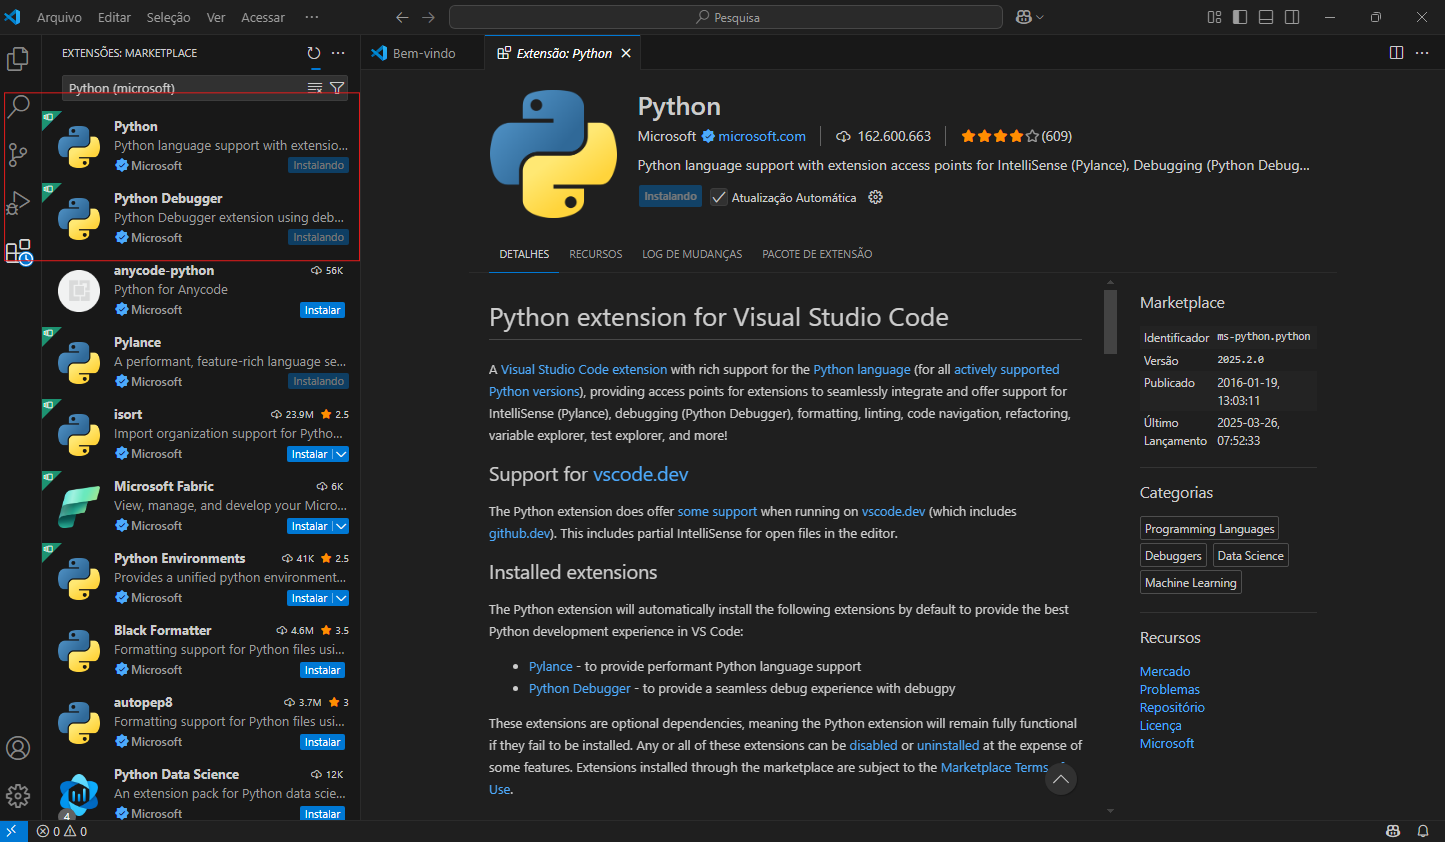 Arquivo Editar Seleção Ver Acessar ···
Pesquisa
EXTENSÕES: MARKETPLACE
Python (microsoft)
Python
Python language support with extensio...
Microsoft Instalando
Python Debugger
Python Debugger extension using deb...
Microsoft Instalando
anycode-python 56K
Python for Anycode
Microsoft Instalar
Pylance
A performant, feature-rich language se...
Microsoft Instalando
isort 23.9M 2.5
Import organization support for Pytho...
Microsoft Instalar
Microsoft Fabric 6K
View, manage, and develop your Micro...
Microsoft Instalar
Python Environments 41K 2.5
Provides a unified python environment...
Microsoft Instalar
Black Formatter 4.6M 3.5
Formatting support for Python files usi...
Microsoft Instalar
autopep8 3.7M 3
Formatting support for Python files usi...
Microsoft Instalar
Python Data Science 12K
An extension pack for Python data scie...
4 Microsoft Instalar
Bem-vindo Extensão: Python
Python
Microsoft microsoft.com 162.600.663 (609)
Python language support with extension access points for IntelliSense (Pylance), Debugging (Python Debug...
Instalando Atualização Automática
DETALHES RECURSOS LOG DE MUDANÇAS PACOTE DE EXTENSÃO
Python extension for Visual Studio Code
A Visual Studio Code extension with rich support for the Python language (for all actively supported
Python versions), providing access points for extensions to seamlessly integrate and offer support for
IntelliSense (Pylance), debugging (Python Debugger), formatting, linting, code navigation, refactoring,
variable explorer, test explorer, and more!
Support for vscode.dev
The Python extension does offer some support when running on vscode.dev (which includes
github.dev). This includes partial IntelliSense for open files in the editor.
Installed extensions
The Python extension will automatically install the following extensions by default to provide the best
Python development experience in VS Code:
• Pylance - to provide performant Python language support
• Python Debugger - to provide a seamless debug experience with debugpy
These extensions are optional dependencies, meaning the Python extension will remain fully functional
if they fail to be installed. Any or all of these extensions can be disabled or uninstalled at the expense of
some features. Extensions installed through the marketplace are subject to the Marketplace Terms
Use.
Marketplace
Identificador ms-python.python
Versão 2025.2.0
Publicado 2016-01-19,
13:03:11
Último 2025-03-26,
Lançamento 07:52:33
Categorias
Programming Languages
Debuggers Data Science
Machine Learning
Recursos
Mercado
Problemas
Repositório
Licença
Microsoft
0 0